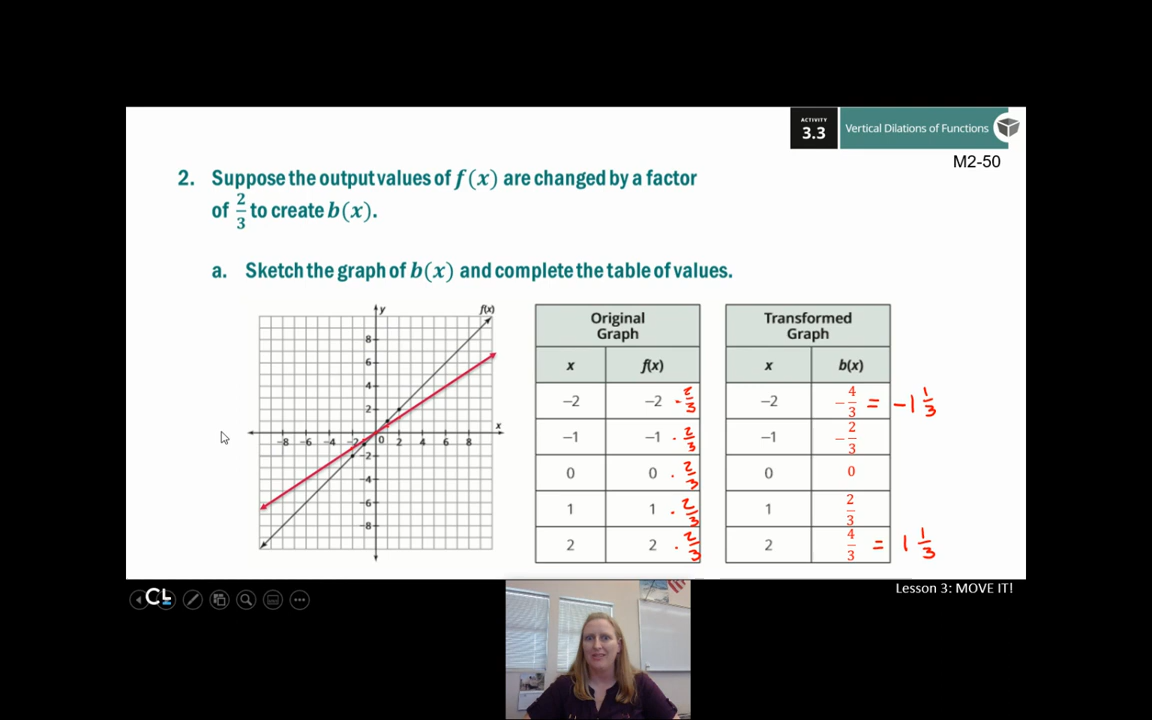 ACTIVITY
3.3
Vertical Dilations of Functions
M2-50
2. Suppose the output values of f(x) are changed by a factor
of 2/3 to create b(x).
a. Sketch the graph of b(x) and complete the table of values.
y
f(x)
8
6
4
2
x
-8 -6 -4 -2 0 2 4 6 8
-2
-4
-6
-8
Original
Graph
x f(x)
-2 -2 · 2/3
-1 -1 · 2/3
0 0 · 2/3
1 1 · 2/3
2 2 · 2/3
Transformed
Graph
x b(x)
-2 -4/3 = -1 1/3
-1 -2/3
0 0
1 2/3
2 4/3 = 1 1/3
CL
Lesson 3: MOVE IT!